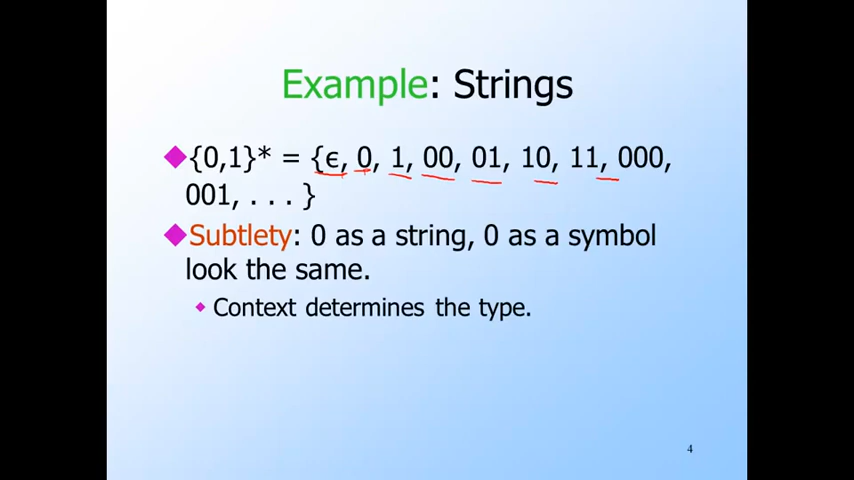 Example: Strings
{0,1}* = {ϵ, 0, 1, 00, 01, 10, 11, 000,
001, . . . }
Subtlety: 0 as a string, 0 as a symbol
look the same.
Context determines the type.
4